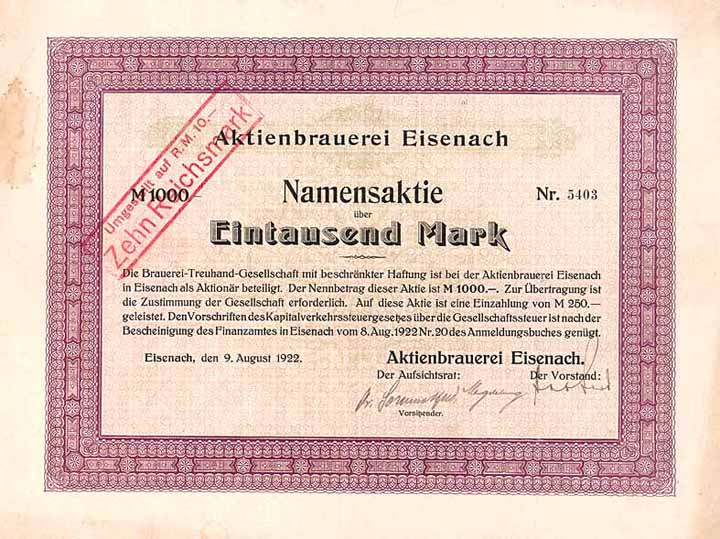 Umgestellt auf R.M. 10.—
Zehn Reichsmark
Aktienbrauerei Eisenach
M 1000.—
Namensaktie
Nr. 5403
über
Eintausend Mark
Die Brauerei-Treuhand-Gesellschaft mit beschränkter Haftung ist bei der Aktienbrauerei Eisenach
in Eisenach als Aktionär beteiligt. Der Nennbetrag dieser Aktie ist M 1000.—. Zur Übertragung ist
die Zustimmung der Gesellschaft erforderlich. Auf diese Aktie ist eine Einzahlung von M 250.—
geleistet. Den Vorschriften des Kapitalverkehrssteuergesetzes über die Gesellschaftssteuer ist nach der
Bescheinigung des Finanzamtes in Eisenach vom 8. Aug. 1922 Nr. 20 des Anmeldungsbuches genügt.
Eisenach, den 9. August 1922.
Aktienbrauerei Eisenach.
Der Aufsichtsrat:
Der Vorstand:
Dr.
Vorsitzender.